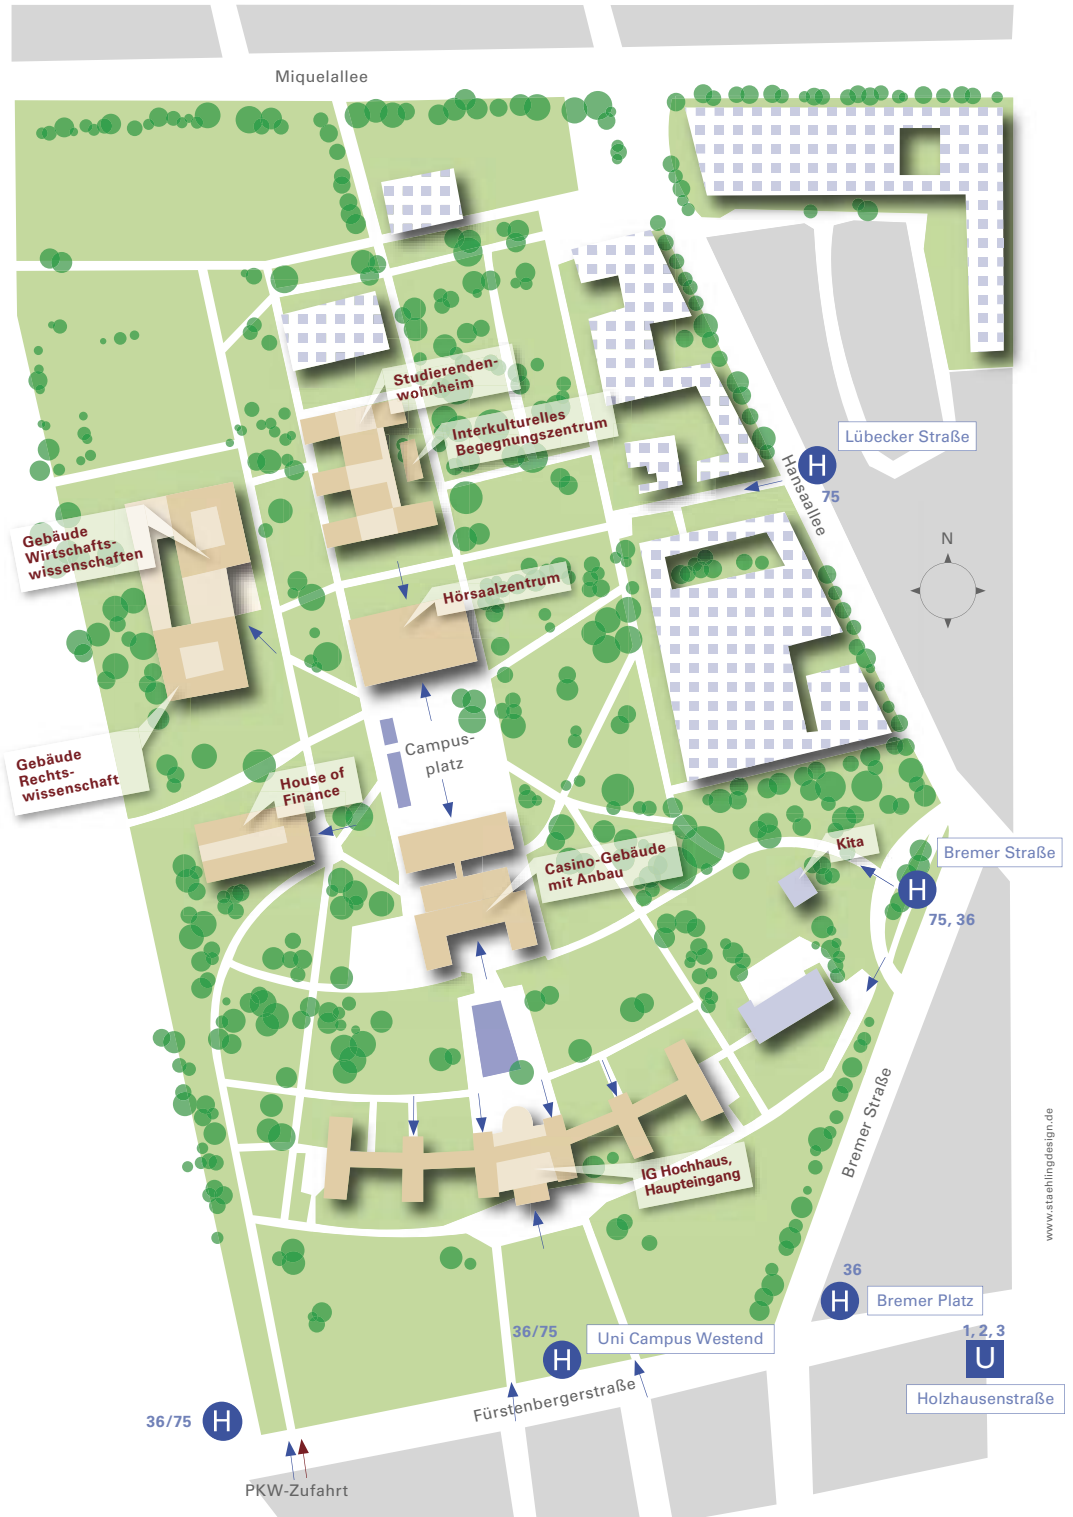 Miquelallee
Studierenden-
wohnheim
Interkulturelles
Begegnungszentrum
Lübecker Straße
H
75
Hansaallee
Gebäude
Wirtschafts-
wissenschaften
N
Hörsaalzentrum
Gebäude
Rechts-
wissenschaft
Campus-
platz
House of
Finance
Casino-Gebäude
mit Anbau
Kita
Bremer Straße
H
75, 36
Bremer Straße
IG Hochhaus,
Haupteingang
www.staehlingdesign.de
36
H
Bremer Platz
1, 2, 3
U
Holzhausenstraße
36/75
H
Uni Campus Westend
Fürstenbergerstraße
36/75
H
PKW-Zufahrt